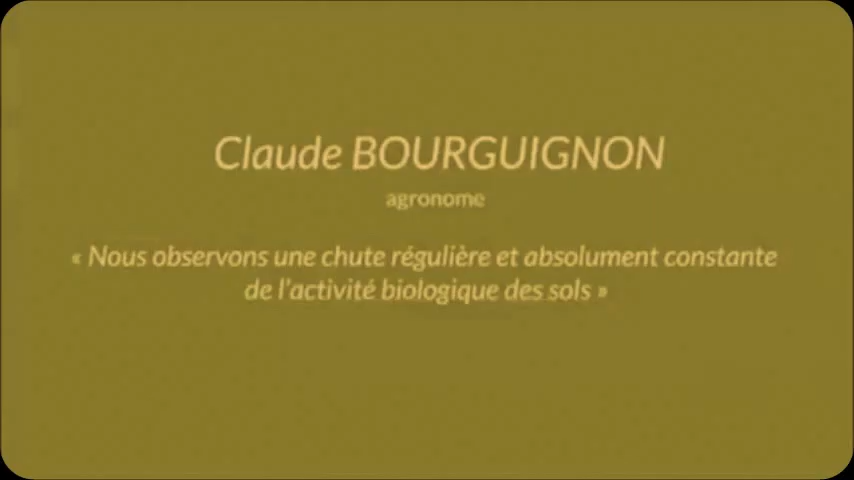 Claude BOURGUIGNON
agronome
« Nous observons une chute régulière et absolument constante
de l'activité biologique des sols »